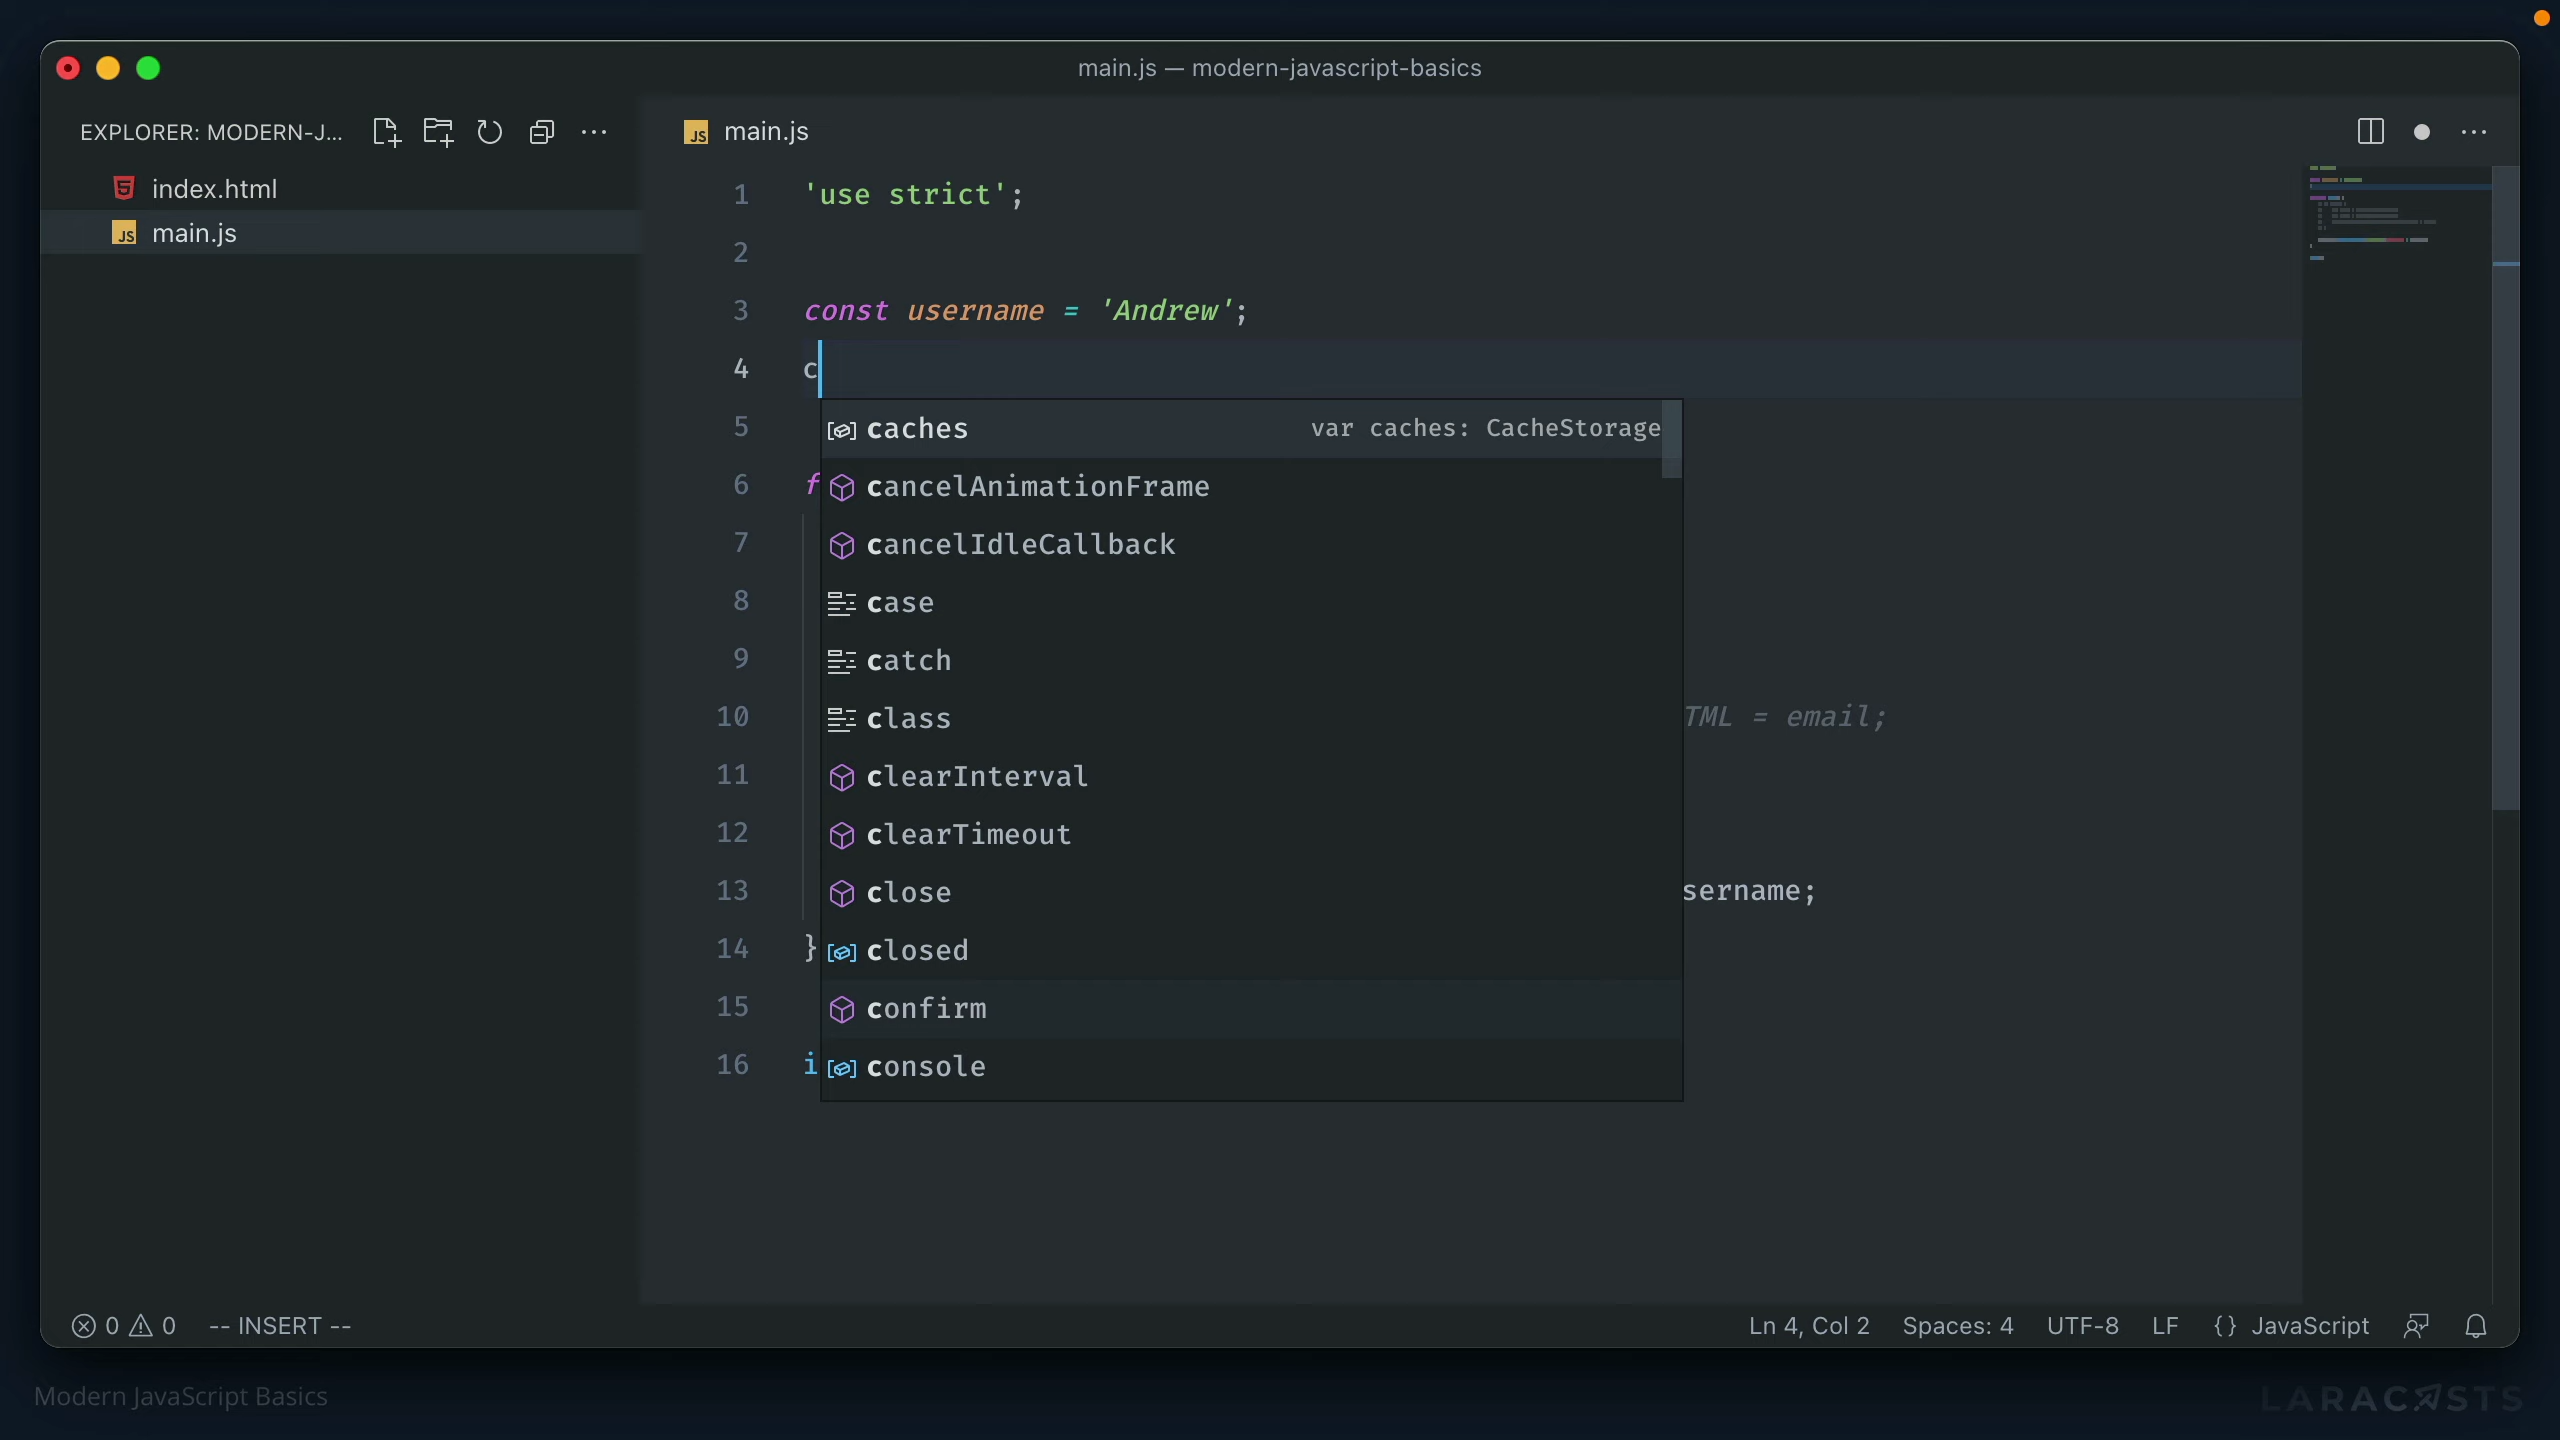 main.js — modern-javascript-basics
EXPLORER: MODERN-J...
index.html
main.js
main.js
1 'use strict';
2
3 const username = 'Andrew';
4 c
5 caches var caches: CacheStorage
6 f cancelAnimationFrame
7 cancelIdleCallback
8 case
9 catch
10 class TML = email;
11 clearInterval
12 clearTimeout
13 close sername;
14 } closed
15 confirm
16 i console
0 0 -- INSERT -- Ln 4, Col 2 Spaces: 4 UTF-8 LF {} JavaScript
Modern JavaScript Basics
LARACASTS